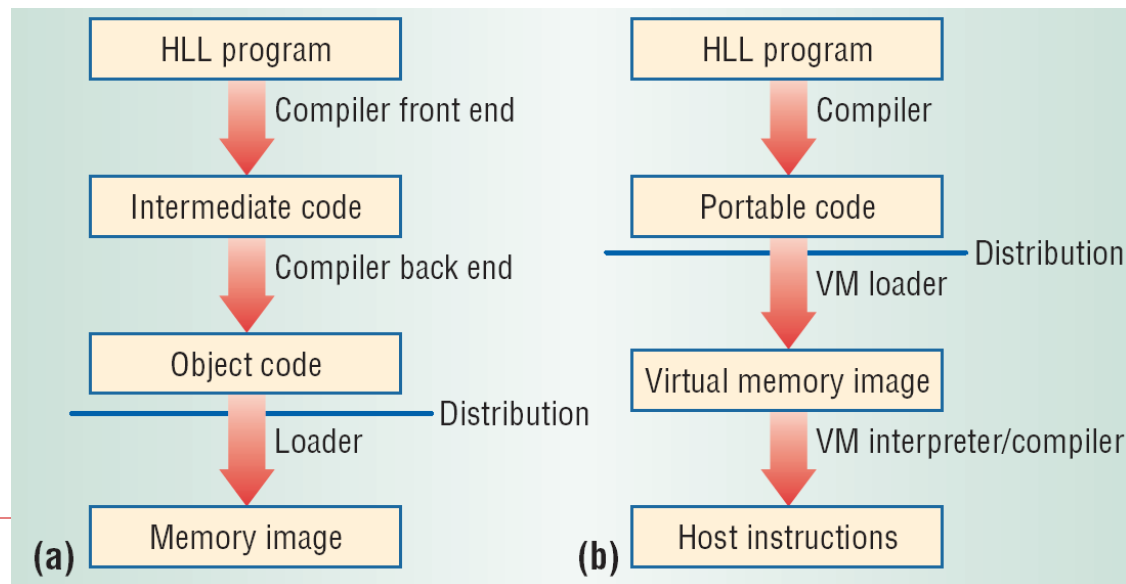 HLL program
Compiler front end
Intermediate code
Compiler back end
Object code
Distribution
Loader
Memory image
(a)
HLL program
Compiler
Portable code
Distribution
VM loader
Virtual memory image
VM interpreter/compiler
Host instructions
(b)